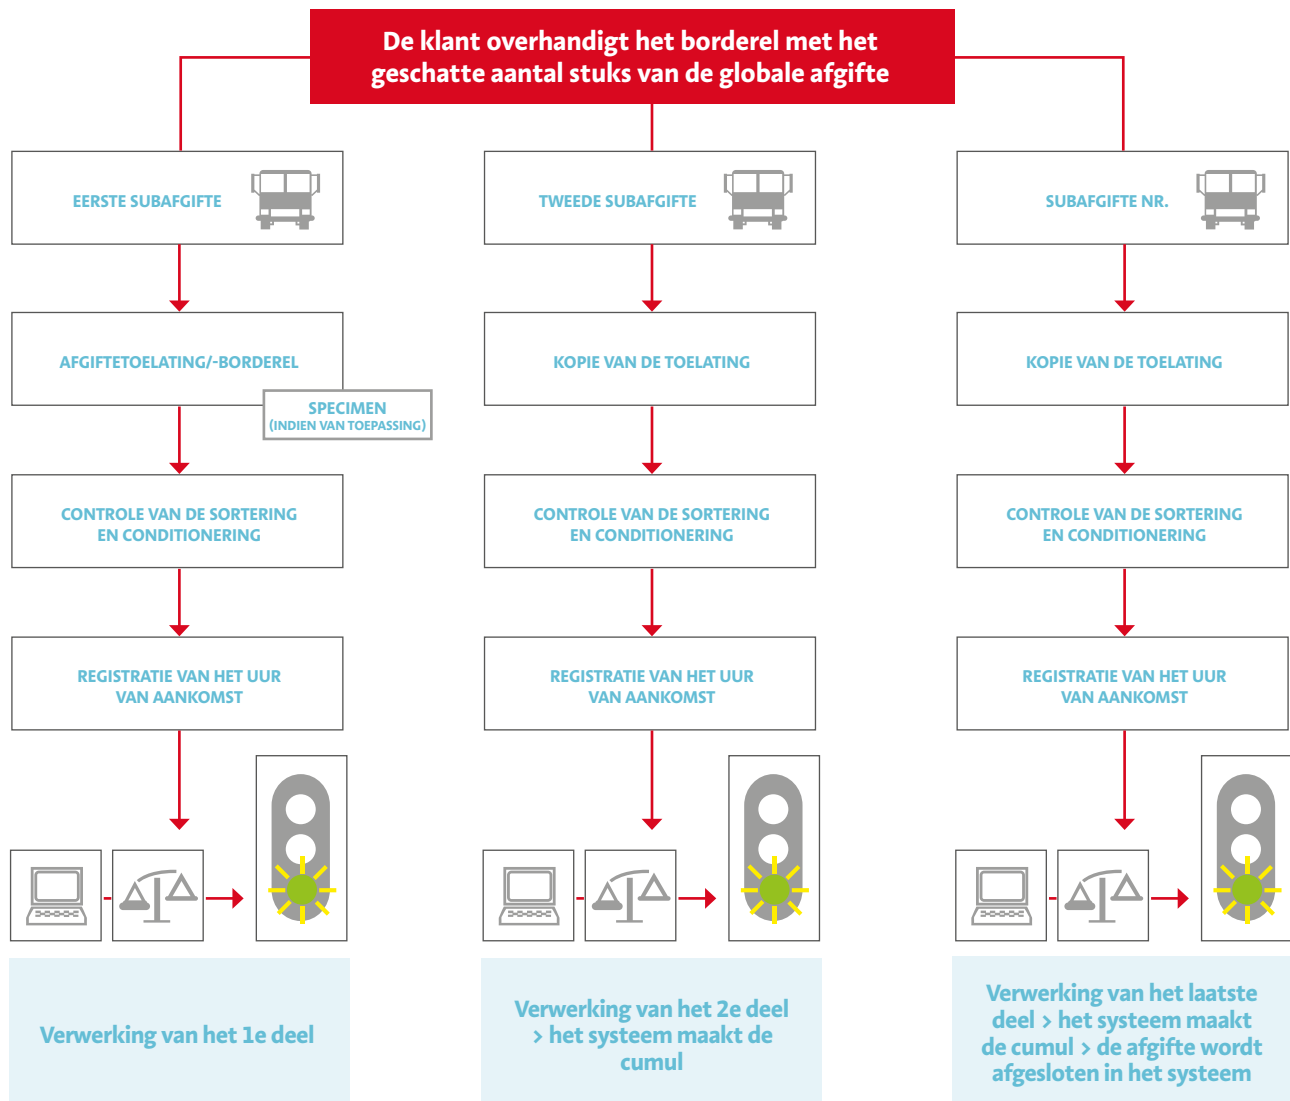 De klant overhandigt het borderel met het
geschatte aantal stuks van de globale afgifte
EERSTE SUBAFGIFTE
AFGIFTETOELATING/-BORDEREL
SPECIMEN
(INDIEN VAN TOEPASSING)
CONTROLE VAN DE SORTERING
EN CONDITIONERING
REGISTRATIE VAN HET UUR
VAN AANKOMST
Verwerking van het 1e deel
TWEEDE SUBAFGIFTE
KOPIE VAN DE TOELATING
CONTROLE VAN DE SORTERING
EN CONDITIONERING
REGISTRATIE VAN HET UUR
VAN AANKOMST
Verwerking van het 2e deel
> het systeem maakt de
cumul
SUBAFGIFTE NR.
KOPIE VAN DE TOELATING
CONTROLE VAN DE SORTERING
EN CONDITIONERING
REGISTRATIE VAN HET UUR
VAN AANKOMST
Verwerking van het laatste
deel > het systeem maakt
de cumul > de afgifte wordt
afgesloten in het systeem